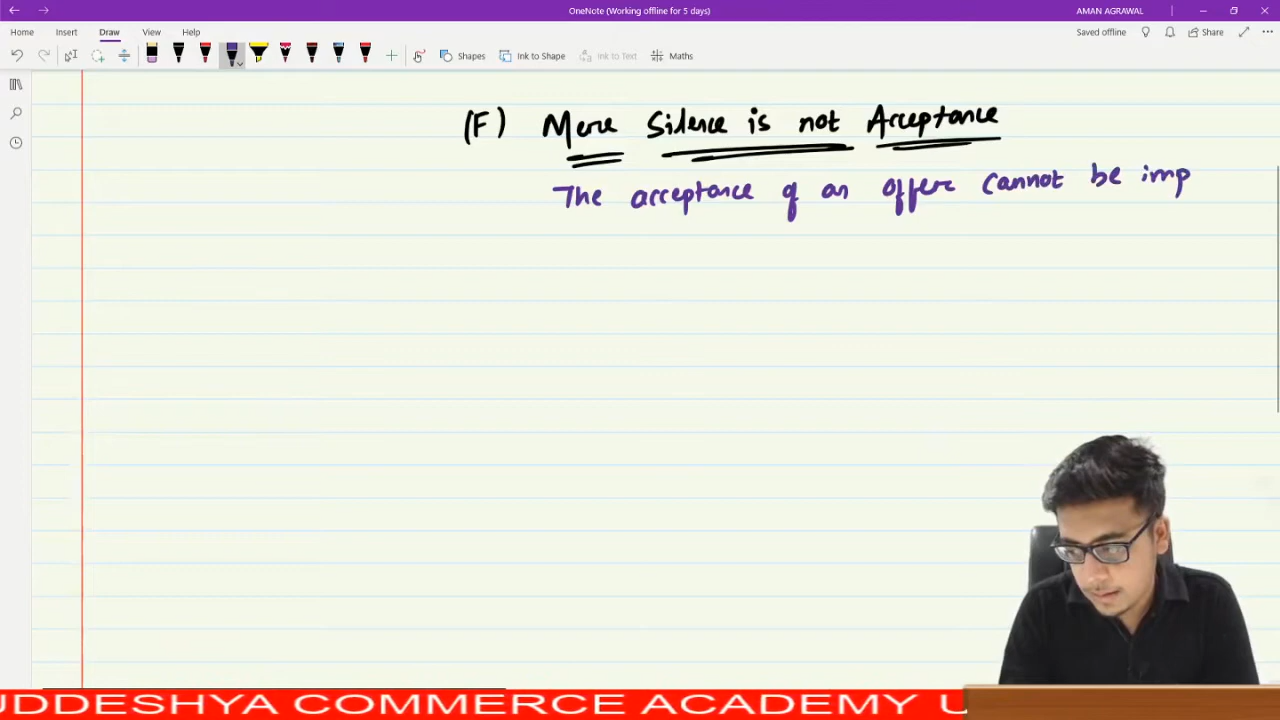 OneNote (Working offline for 5 days)
AMAN AGRAWAL
Home Insert Draw View Help
Saved offline
Share
Shapes
Ink to Shape
Ink to Text
Maths
(F) Mere Silence is not Acceptance
The acceptance of an offer cannot be imp
UDDESHYA COMMERCE ACADEMY U